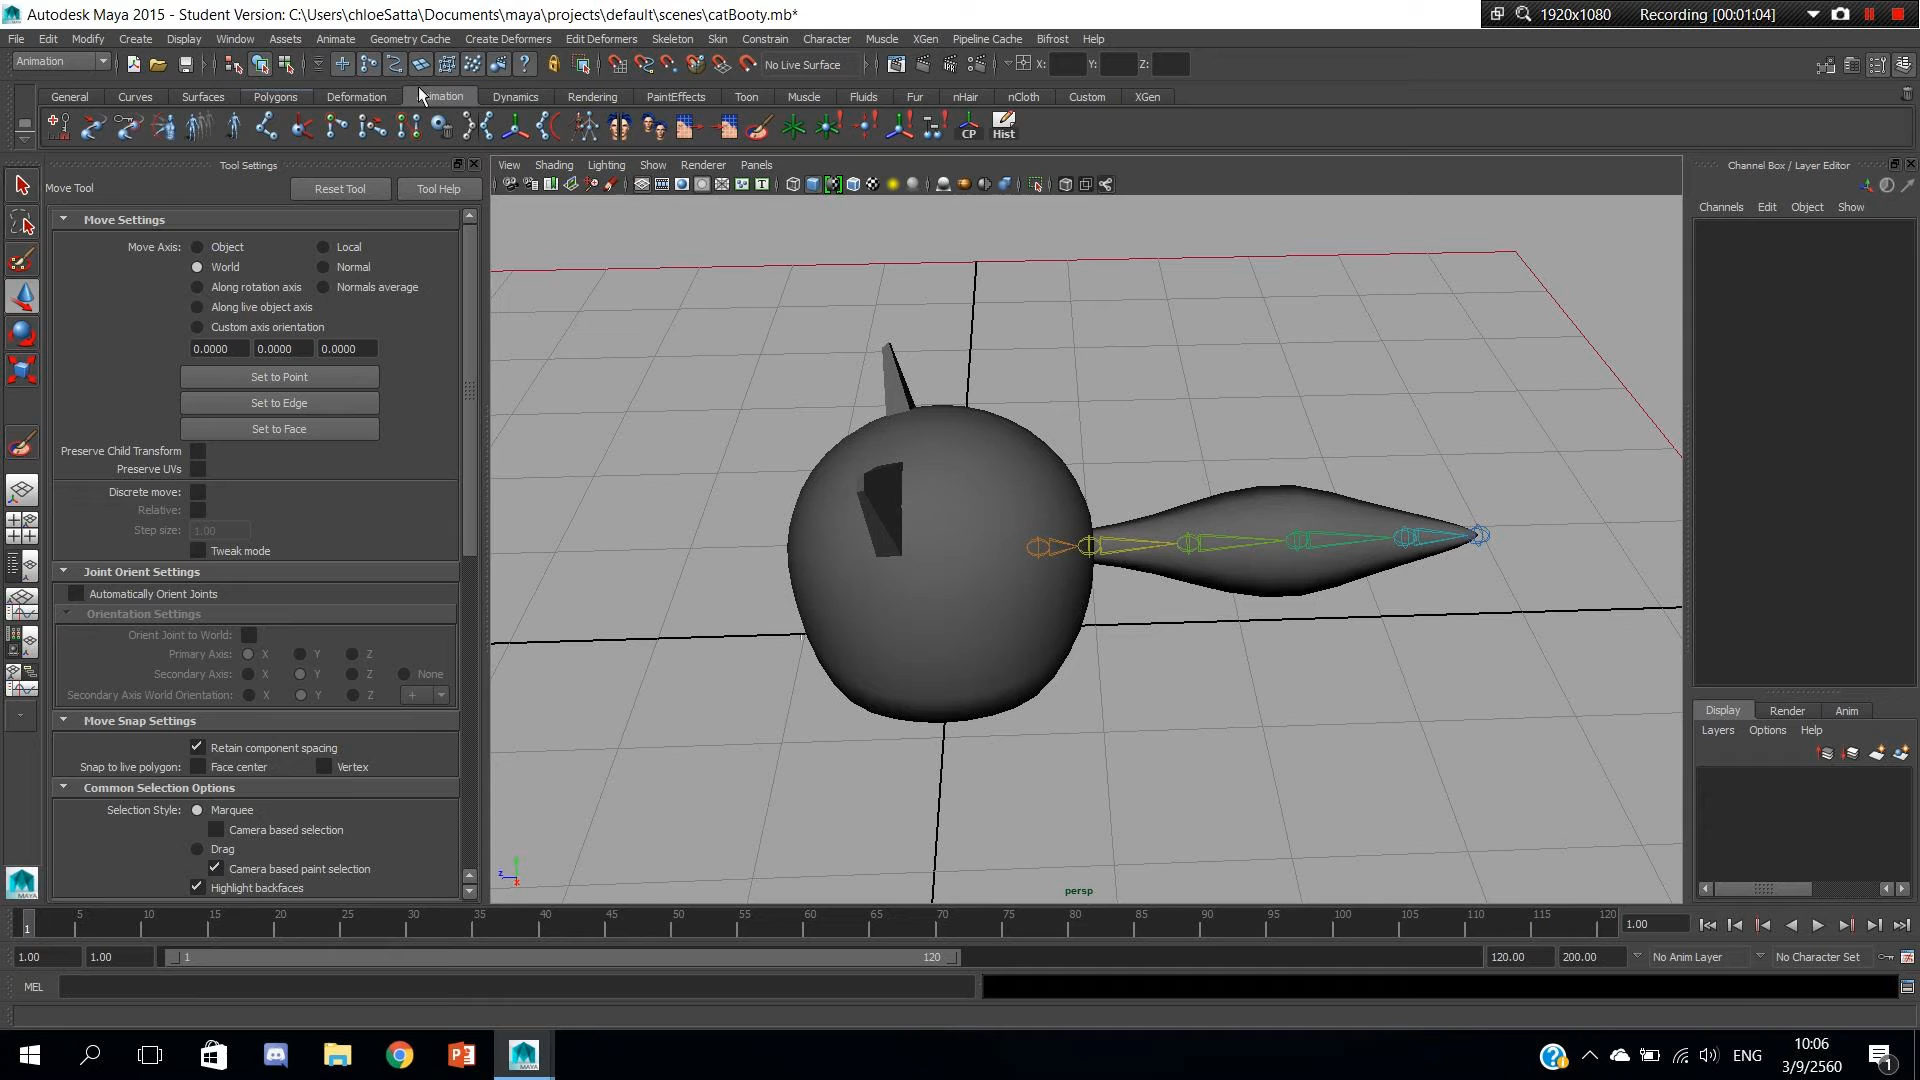 Autodesk Maya 2015 - Student Version: C:\Users\chloeSatta\Documents\maya\projects\default\scenes\catBooty.mb*
1920x1080 Recording [00:01:04]
File Edit Modify Create Display Window Assets Animate Geometry Cache Create Deformers Edit Deformers Skeleton Skin Constrain Character Muscle XGen Pipeline Cache Bifrost Help
Animation No Live Surface X: Y: Z:
General Curves Surfaces Polygons Deformation imation Dynamics Rendering PaintEffects Toon Muscle Fluids Fur nHair nCloth Custom XGen
CP Hist
Tool Settings
Move Tool Reset Tool Tool Help
Move Settings
Move Axis: Object Local
World Normal
Along rotation axis Normals average
Along live object axis
Custom axis orientation
0.0000 0.0000 0.0000
Set to Point
Set to Edge
Set to Face
Preserve Child Transform
Preserve UVs
Discrete move:
Relative:
Step size: 1.00
Tweak mode
Joint Orient Settings
Automatically Orient Joints
Orientation Settings
Orient Joint to World:
Primary Axis: X Y Z
Secondary Axis: X Y Z None
Secondary Axis World Orientation: X Y Z +
Move Snap Settings
Retain component spacing
Snap to live polygon: Face center Vertex
Common Selection Options
Selection Style: Marquee
Camera based selection
Drag
Camera based paint selection
Highlight backfaces
View Shading Lighting Show Renderer Panels
z y x
persp
Channel Box / Layer Editor
Channels Edit Object Show
Display Render Anim
Layers Options Help
1 5 10 15 20 25 30 35 40 45 50 55 60 65 70 75 80 85 90 95 100 105 110 115 120 1.00
1.00 1.00 1 120 120.00 200.00 No Anim Layer No Character Set
MEL
ENG
10:06
3/9/2560
1